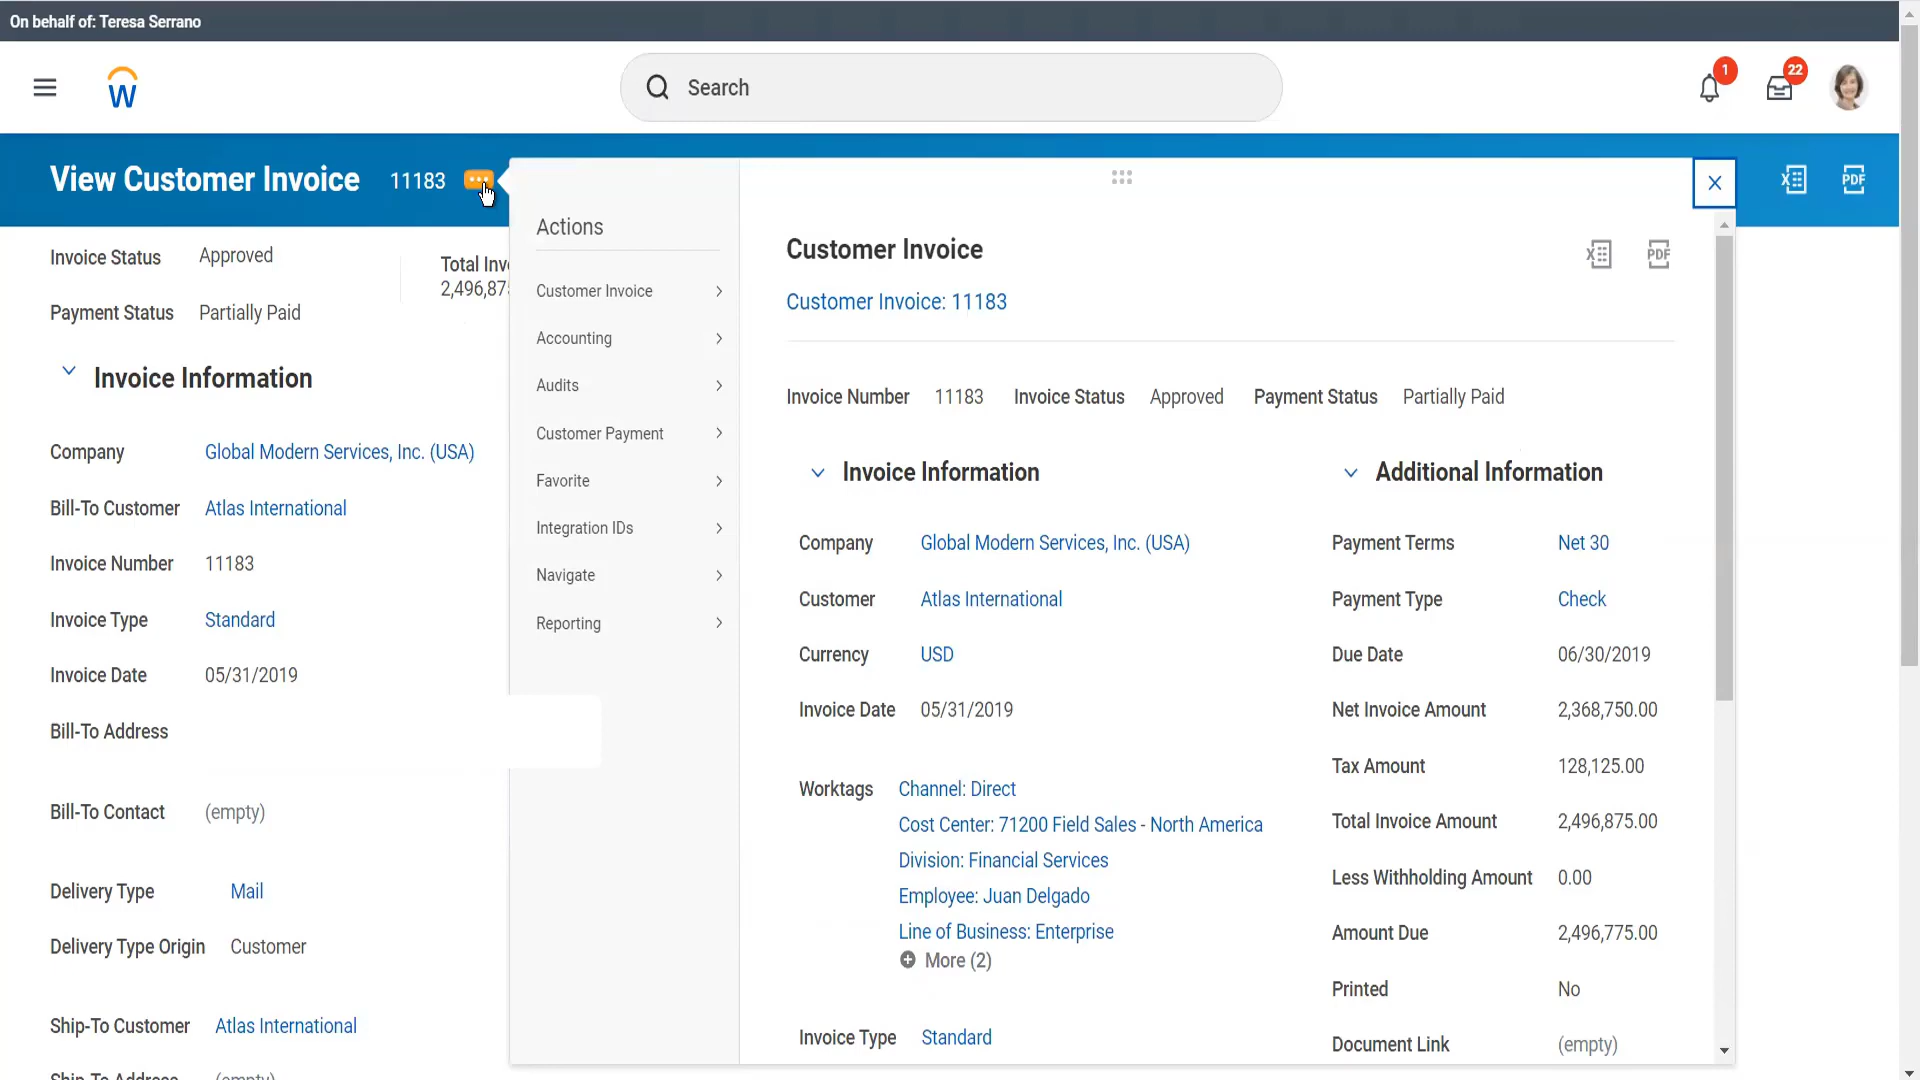 On behalf of: Teresa Serrano
W
Search
1
22
View Customer Invoice 11183
X
PDF
Invoice Status Approved
Payment Status Partially Paid
Total Inv
2,496,875
Invoice Information
Company Global Modern Services, Inc. (USA)
Bill-To Customer Atlas International
Invoice Number 11183
Invoice Type Standard
Invoice Date 05/31/2019
Bill-To Address
Bill-To Contact (empty)
Delivery Type Mail
Delivery Type Origin Customer
Ship-To Customer Atlas International
Ship-To Address (empty)
Actions
Customer Invoice
Accounting
Audits
Customer Payment
Favorite
Integration IDs
Navigate
Reporting
Customer Invoice
X
PDF
Customer Invoice: 11183
Invoice Number 11183 Invoice Status Approved Payment Status Partially Paid
Invoice Information
Company Global Modern Services, Inc. (USA)
Customer Atlas International
Currency USD
Invoice Date 05/31/2019
Worktags Channel: Direct
Cost Center: 71200 Field Sales - North America
Division: Financial Services
Employee: Juan Delgado
Line of Business: Enterprise
More (2)
Invoice Type Standard
Additional Information
Payment Terms Net 30
Payment Type Check
Due Date 06/30/2019
Net Invoice Amount 2,368,750.00
Tax Amount 128,125.00
Total Invoice Amount 2,496,875.00
Less Withholding Amount 0.00
Amount Due 2,496,775.00
Printed No
Document Link (empty)